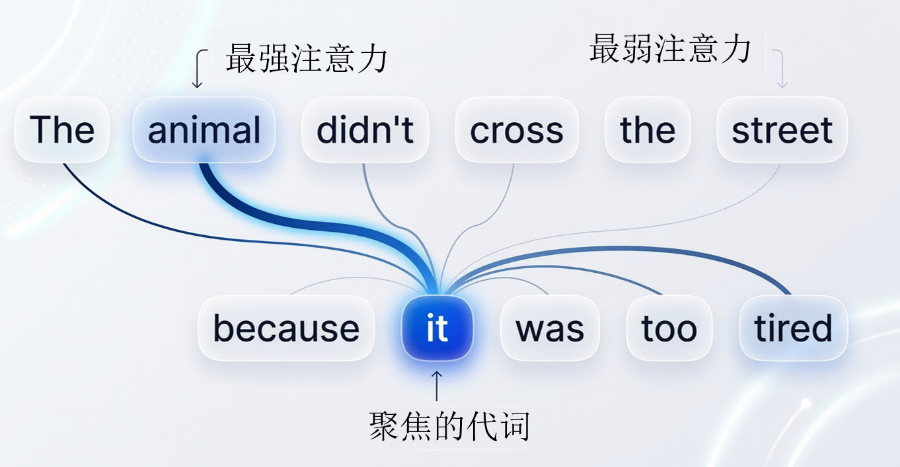 最强注意力
最弱注意力
The animal didn't cross the street
because it was too tired
聚焦的代词